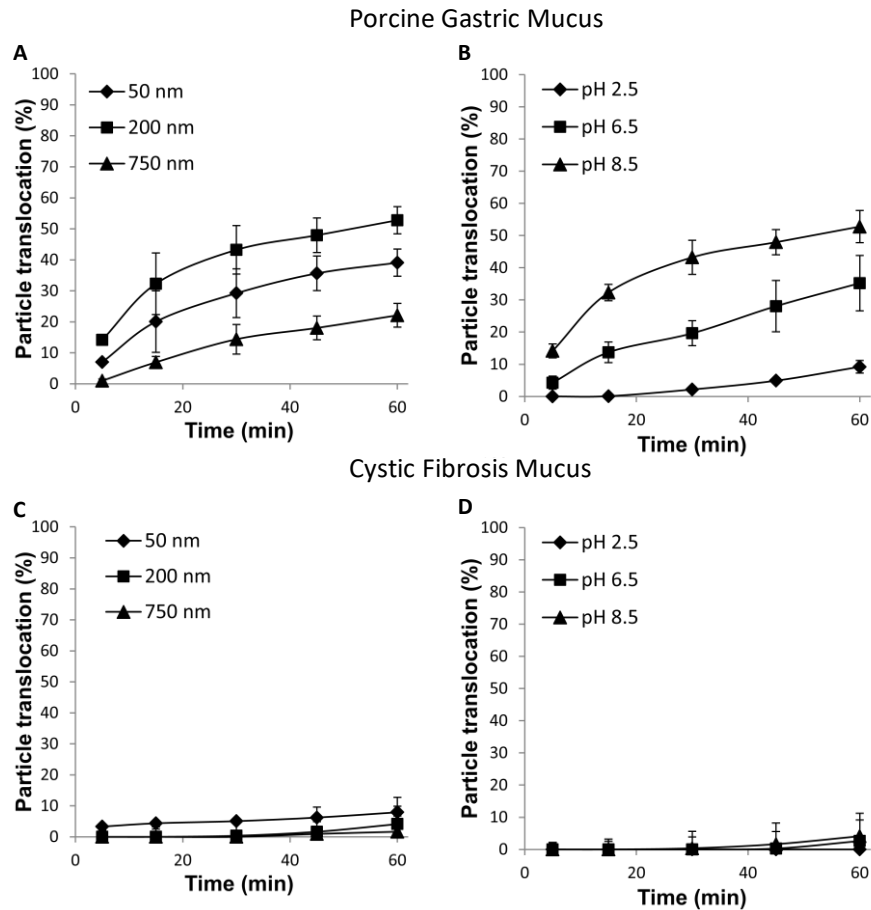 Porcine Gastric Mucus
A
Particle translocation (%)
100
90
80
70
60
50
40
30
20
10
0
50 nm
200 nm
750 nm
0
20
40
60
Time (min)
B
Particle translocation (%)
100
90
80
70
60
50
40
30
20
10
0
pH 2.5
pH 6.5
pH 8.5
0
20
40
60
Time (min)
Cystic Fibrosis Mucus
C
Particle translocation (%)
100
90
80
70
60
50
40
30
20
10
0
50 nm
200 nm
750 nm
0
20
40
60
Time (min)
D
Particle translocation (%)
100
90
80
70
60
50
40
30
20
10
0
pH 2.5
pH 6.5
pH 8.5
0
20
40
60
Time (min)